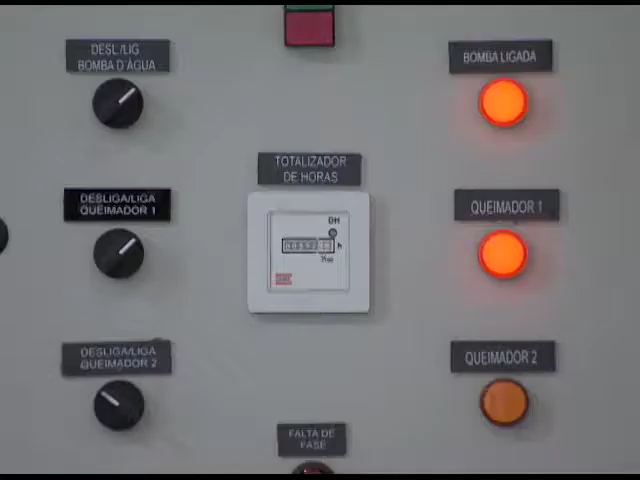 DESL./LIG
BOMBA D'ÁGUA
BOMBA LIGADA
TOTALIZADOR
DE HORAS
DESLIGA/LIGA
QUEIMADOR 1
QUEIMADOR 1
DM
h
DESLIGA/LIGA
QUEIMADOR 2
QUEIMADOR 2
FALTA DE
FASE